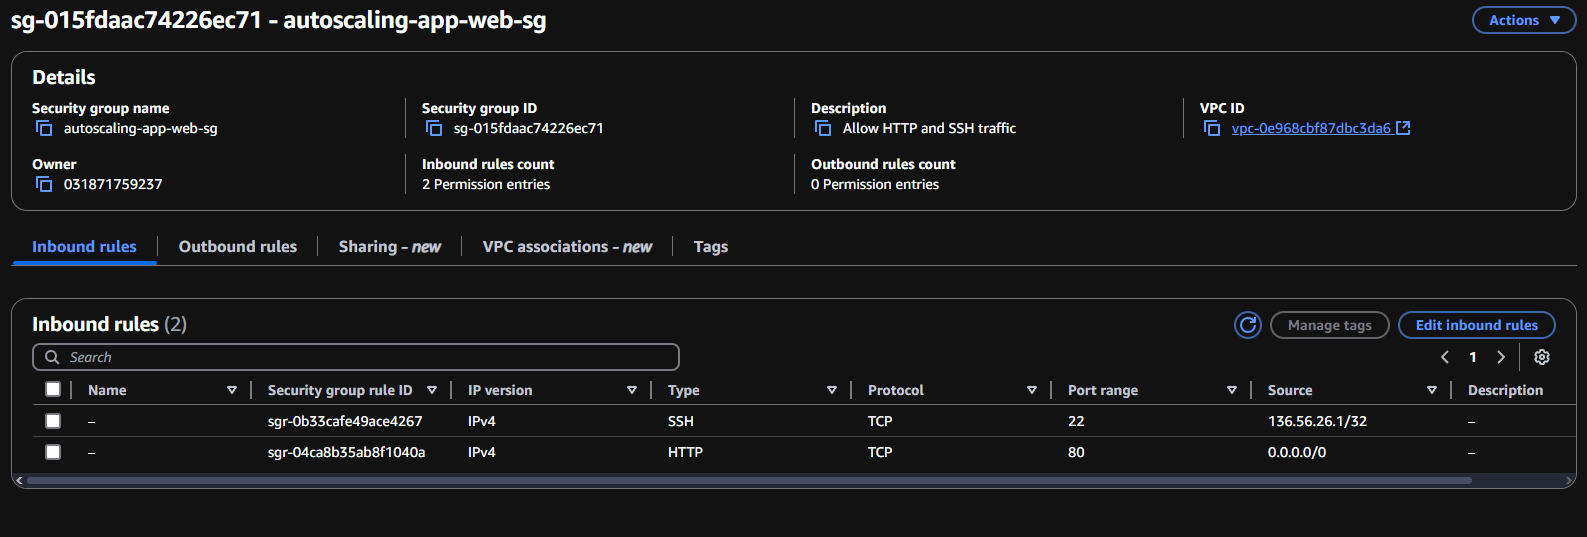 sg-015fdaac74226ec71 - autoscaling-app-web-sg
Actions
Details
Security group name
autoscaling-app-web-sg
Security group ID
sg-015fdaac74226ec71
Description
Allow HTTP and SSH traffic
VPC ID
vpc-0e968cbf87dbc3da6
Owner
031871759237
Inbound rules count
2 Permission entries
Outbound rules count
0 Permission entries
Inbound rules Outbound rules Sharing - new VPC associations - new Tags
Inbound rules (2)
Manage tags
Edit inbound rules
Search
1
Name Security group rule ID IP version Type Protocol Port range Source Description
– sgr-0b33cafe49ace4267 IPv4 SSH TCP 22 136.56.26.1/32 –
– sgr-04ca8b35ab8f1040a IPv4 HTTP TCP 80 0.0.0.0/0 –